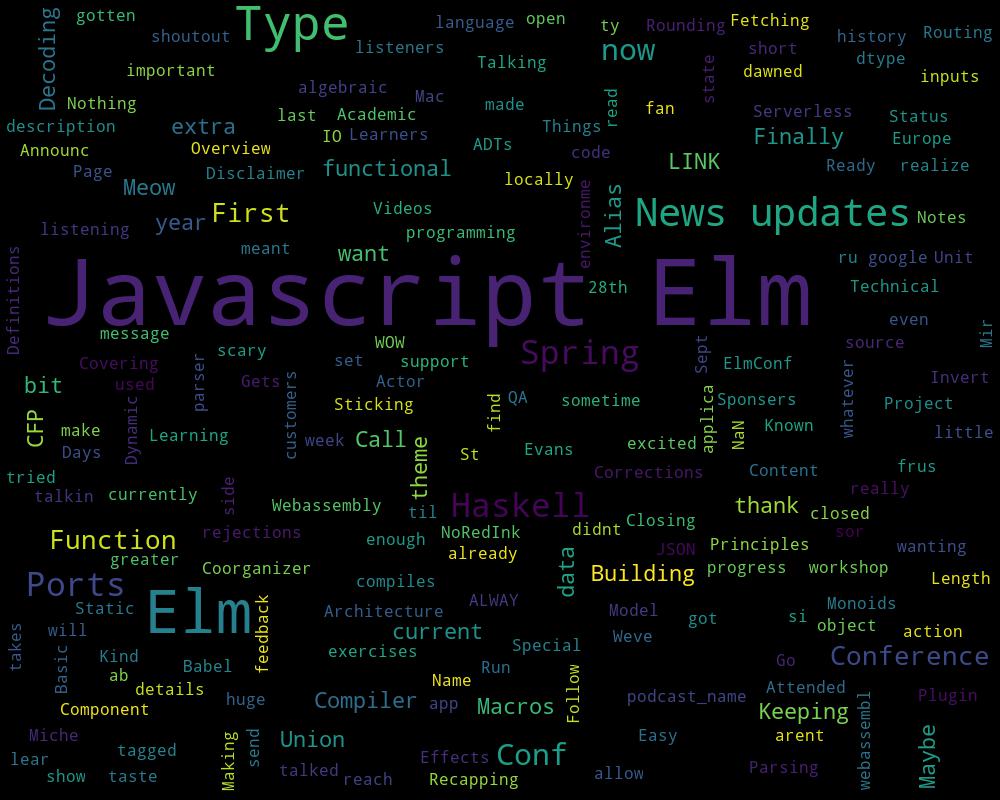 gotten
Decoding
shoutout
Type
listeners
language
open
ty
Rounding
Fetching
history
Routing
now
short
dtype
important
Talking
state
dawned
inputs
algebraic
Mac
Nothing
made
read
fan
Serverless
Status
last
Academic
description
extra
IO
Learners
Things
Finally
Europe
Announc
Overview
ADTs
code
LINK
Page
Disclaimer
functional
Ready
realize
Meow
locally
environme
Alias
year
First
Videos
News updates
Notes
listening
programming
meant
want
Definitions
Javascript Elm
ru
google
Unit
28th
Technical
message
WOW
even
Mir
scary
set
support
Spring
Sept
source
Covering
parser
ElmConf
whatever
bit
used
Gets
Actor
customers
Invert
CFP
Dynamic
Sticking
find
QA
sometime
applica
Sponsers
Project
make
Learning
week
Call
NaN
Known
little
Days
theme
St
Evans
excited
tried
Corrections
Content
frus
talkin
currently
side
Webassembly
til
Haskell
really
thank
closed
rejections
NoRedInk
didnt
Closing
sor
Function
enough
already
JSON
Principles
wanting
greater
Coorganizer
data
Building
progress
workshop
Length
Ports
compiles
Static
Elm
feedback
Architecture
ALWAY
Model
got
si
Monoids
object
action
takes
will
current
Weve
Basic
Kind
Babel
exercises
Special
Go
Conference
ab
Run
details
Name
Follow
Attended
Plugin
Component
huge
Compiler
app
Macros
podcast_name
Keeping
webassembl
Miche
Making
send
Union
Conf
Easy
arent
Maybe
lear
tagged
Effects
show
taste
talked
reach
Recapping
allow
Parsing